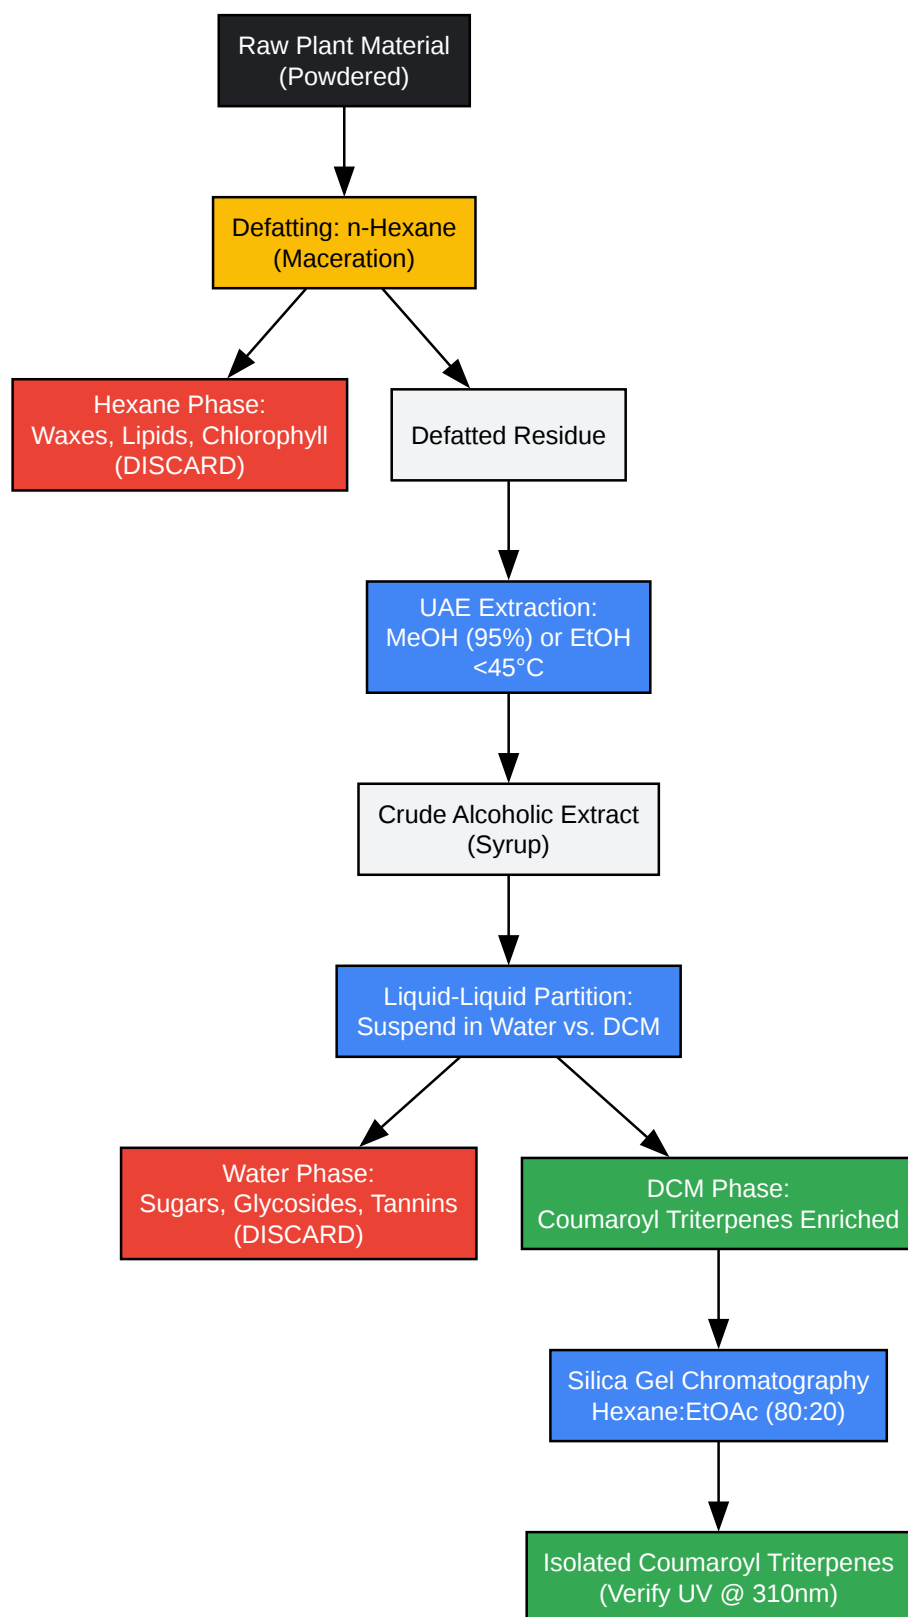 Raw Plant Material
(Powdered)
Defatting: n-Hexane
(Maceration)
Hexane Phase:
Waxes, Lipids, Chlorophyll
(DISCARD)
Defatted Residue
UAE Extraction:
MeOH (95%) or EtOH
<45°C
Crude Alcoholic Extract
(Syrup)
Liquid-Liquid Partition:
Suspend in Water vs. DCM
Water Phase:
Sugars, Glycosides, Tannins
(DISCARD)
DCM Phase:
Coumaroyl Triterpenes Enriched
Silica Gel Chromatography
Hexane:EtOAc (80:20)
Isolated Coumaroyl Triterpenes
(Verify UV @ 310nm)